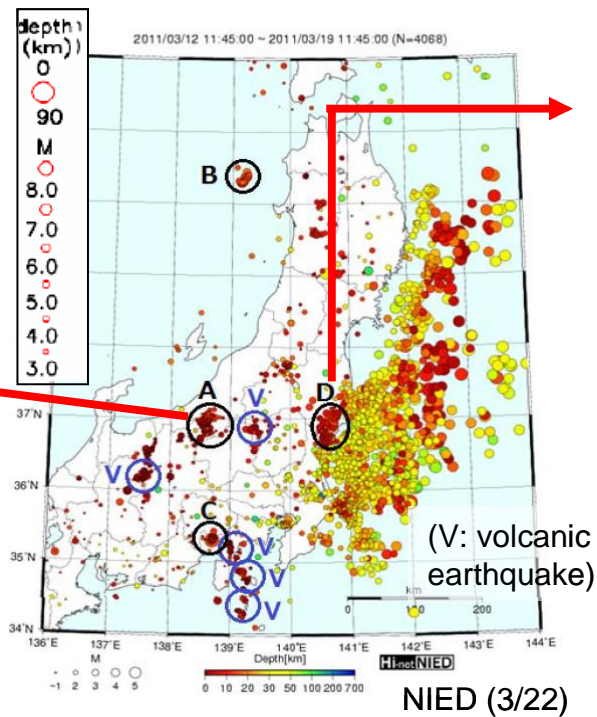 depth)
(km))
0
90
M
8.0
7.0
6.0
5.0
4.0
3.0
2011/03/12 11:45:00 ~ 2011/03/19 11:45:00 (N=4068)
B
A
V
D
V
C
V
V
V
37°N
36°N
35°N
34°N
136°E
137°E
138°E
139°E
140°E
141°E
142°E
143°E
144°E
(V: volcanic
earthquake)
km
0 100 200
M
~1 2 3 4 5
Depth[km]
0 10 20 30 50 100 200 700
Hi-net NIED
NIED (3/22)